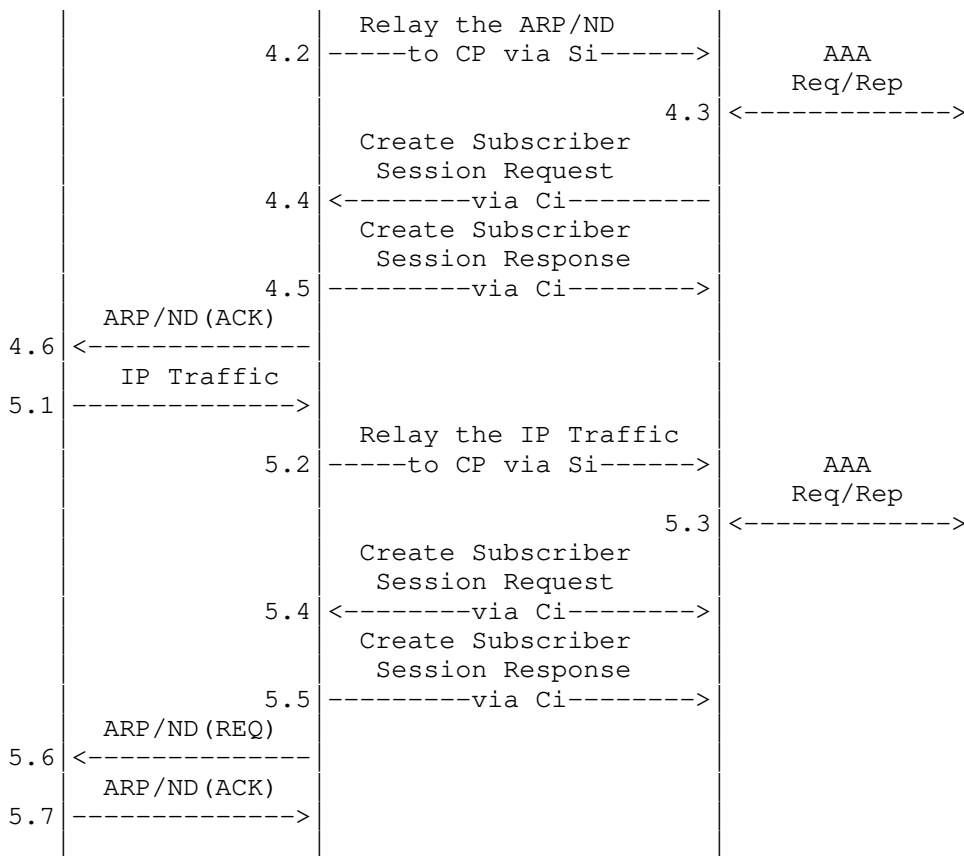 Relay the ARP/ND
4.2|-----to CP via Si------>| AAA
Req/Rep
4.3|<------------->
Create Subscriber
Session Request
4.4|<--------via Ci---------
Create Subscriber
Session Response
4.5|---------via Ci-------->|
ARP/ND(ACK)
4.6|<--------------
IP Traffic
5.1|-------------->|
Relay the IP Traffic
5.2|-----to CP via Si------>| AAA
Req/Rep
5.3|<------------->
Create Subscriber
Session Request
5.4|<--------via Ci-------->|
Create Subscriber
Session Response
5.5|---------via Ci-------->|
ARP/ND(REQ)
5.6|<--------------
ARP/ND(ACK)
5.7|-------------->|